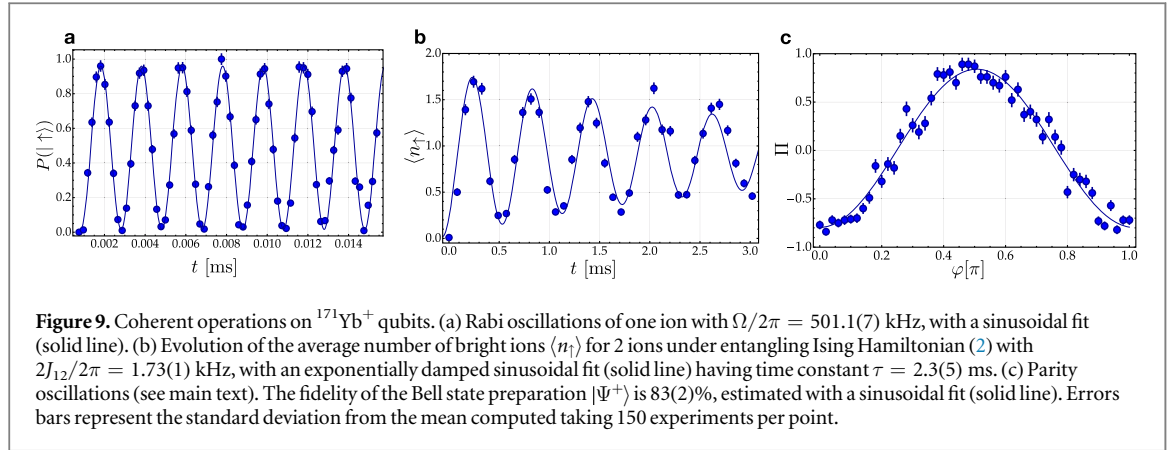 a
b
c
1.0
0.8
0.6
0.4
0.2
0.0
P(|↑⟩)
0.002 0.004 0.006 0.008 0.010 0.012 0.014
t [ms]
2.0
1.5
1.0
0.5
0.0
⟨n↑⟩
0.0 0.5 1.0 1.5 2.0 2.5 3.0
t [ms]
1.0
0.5
0.0
−0.5
−1.0
Π
0.0 0.2 0.4 0.6 0.8 1.0
φ[π]
Figure 9. Coherent operations on ¹⁷¹Yb⁺ qubits. (a) Rabi oscillations of one ion with Ω/2π = 501.1(7) kHz, with a sinusoidal fit
(solid line). (b) Evolution of the average number of bright ions ⟨n↑⟩ for 2 ions under entangling Ising Hamiltonian (2) with
2J₁₂/2π = 1.73(1) kHz, with an exponentially damped sinusoidal fit (solid line) having time constant τ = 2.3(5) ms. (c) Parity
oscillations (see main text). The fidelity of the Bell state preparation |Ψ⁺⟩ is 83(2)%, estimated with a sinusoidal fit (solid line). Errors
bars represent the standard deviation from the mean computed taking 150 experiments per point.